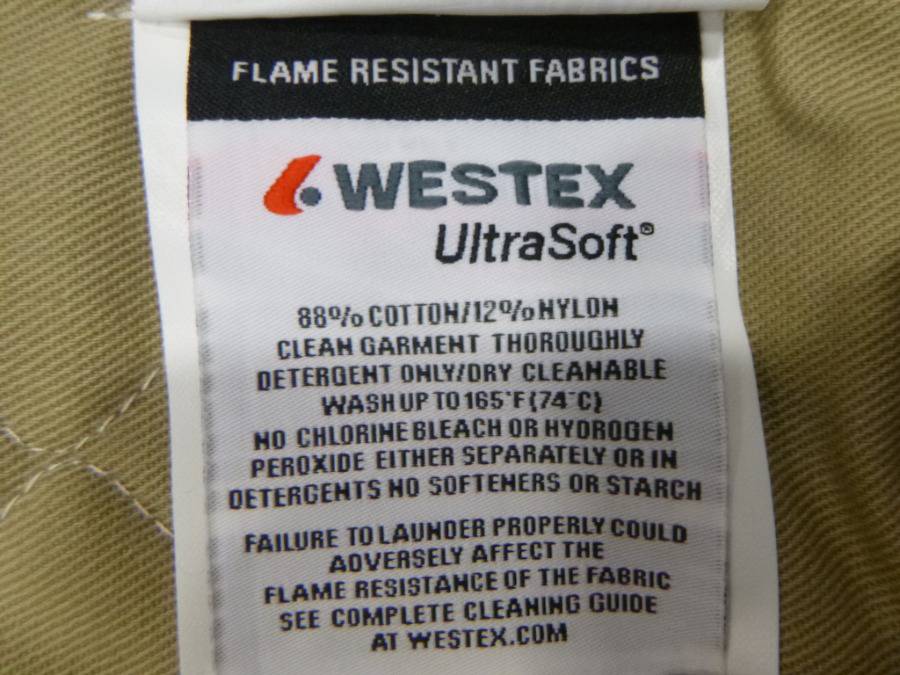 FLAME RESISTANT FABRICS
WESTEX
UltraSoft®
88% COTTON/12% NYLON
CLEAN GARMENT THOROUGHLY
DETERGENT ONLY/DRY CLEANABLE
WASH UP TO 165°F (74°C)
NO CHLORINE BLEACH OR HYDROGEN
PEROXIDE EITHER SEPARATELY OR IN
DETERGENTS NO SOFTENERS OR STARCH
FAILURE TO LAUNDER PROPERLY COULD
ADVERSELY AFFECT THE
FLAME RESISTANCE OF THE FABRIC
SEE COMPLETE CLEANING GUIDE
AT WESTEX.COM